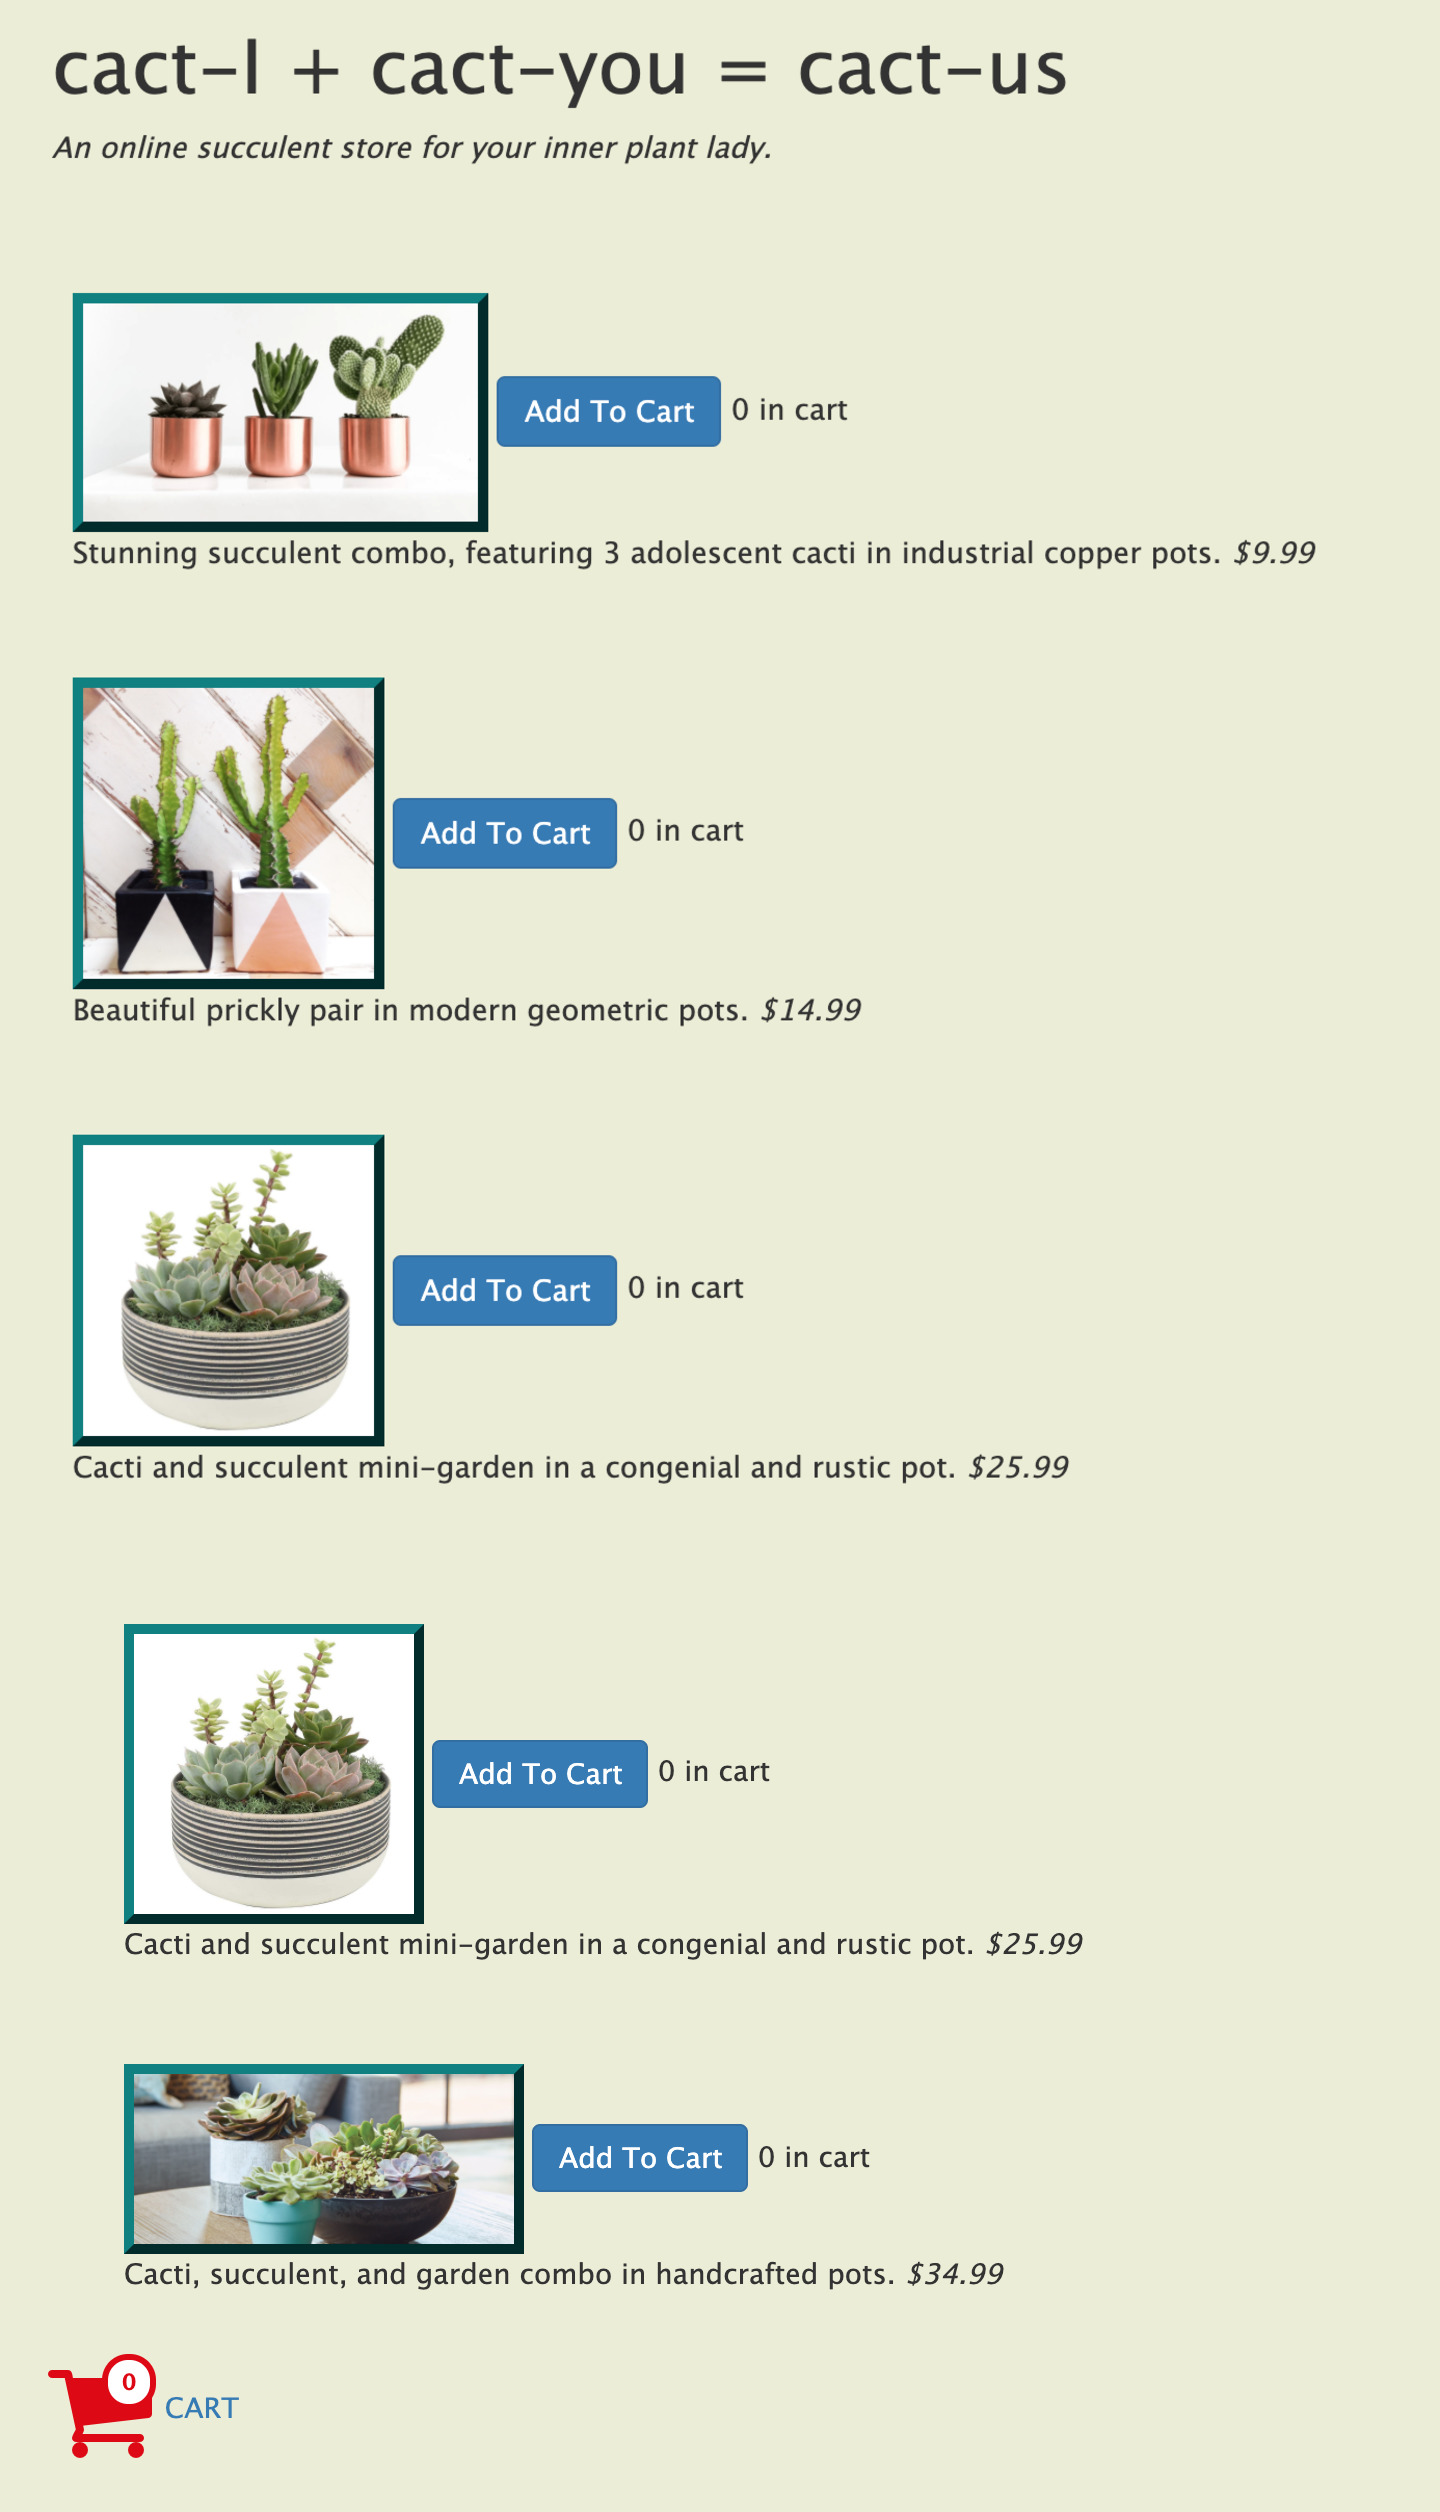 cact-I + cact-you = cact-us
An online succulent store for your inner plant lady.
Add To Cart 0 in cart
Stunning succulent combo, featuring 3 adolescent cacti in industrial copper pots. $9.99
Add To Cart 0 in cart
Beautiful prickly pair in modern geometric pots. $14.99
Add To Cart 0 in cart
Cacti and succulent mini-garden in a congenial and rustic pot. $25.99
Add To Cart 0 in cart
Cacti and succulent mini-garden in a congenial and rustic pot. $25.99
Add To Cart 0 in cart
Cacti, succulent, and garden combo in handcrafted pots. $34.99
0 CART